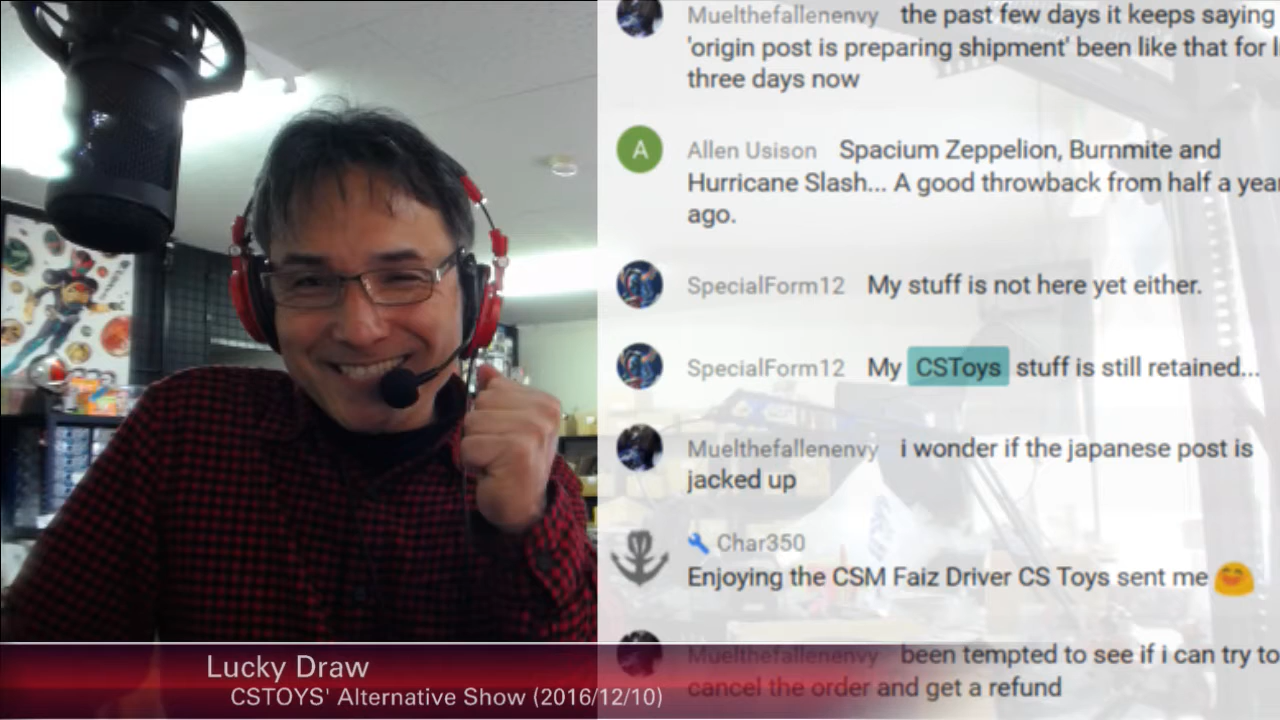 Muelthefallenenvy the past few days it keeps saying
'origin post is preparing shipment' been like that for
three days now
A
Allen Usison Spacium Zeppelion, Burnmite and
Hurricane Slash... A good throwback from half a year
ago.
SpecialForm12 My stuff is not here yet either.
SpecialForm12 My CSToys stuff is still retained...
Muelthefallenenvy i wonder if the japanese post is
jacked up
Char350
Enjoying the CSM Faiz Driver CS Toys sent me
Muelthefallenenvy been tempted to see if i can try to
cancel the order and get a refund
Lucky Draw
CSTOYS' Alternative Show (2016/12/10)